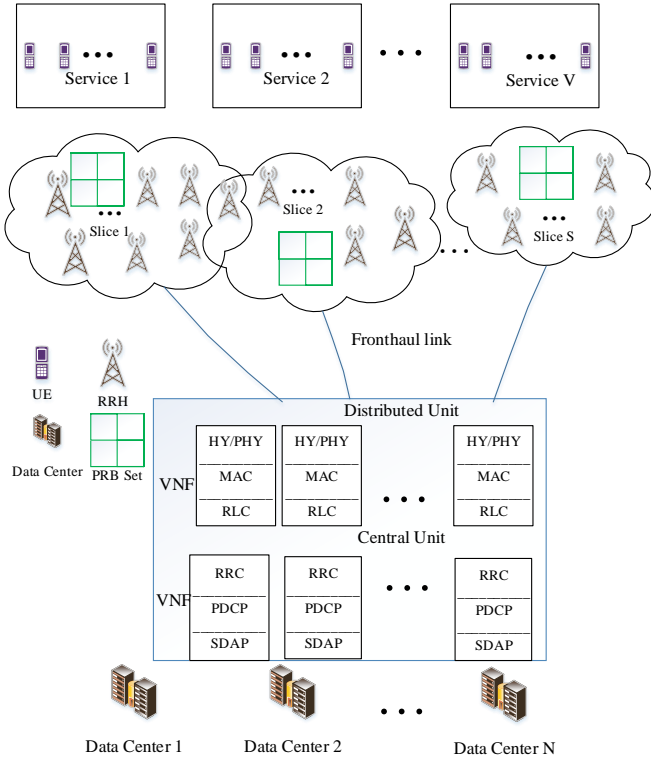 Service 1
Service 2
Service V
Slice 1
Slice 2
Slice S
Fronthaul link
UE
RRH
Data Center
PRB Set
Distributed Unit
VNF
HY/PHY
MAC
RLC
HY/PHY
MAC
RLC
HY/PHY
MAC
RLC
Central Unit
VNF
RRC
PDCP
SDAP
RRC
PDCP
SDAP
RRC
PDCP
SDAP
Data Center 1
Data Center 2
Data Center N